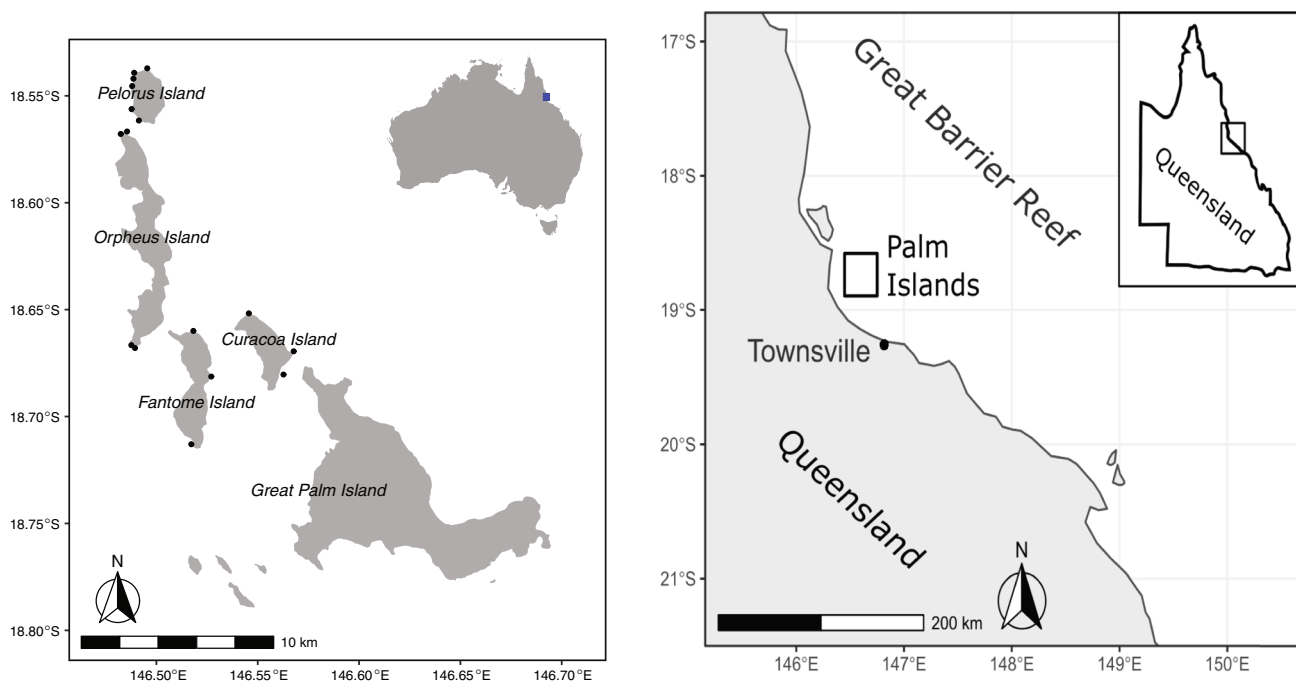 18.55°S
18.60°S
18.65°S
18.70°S
18.75°S
18.80°S
Pelorus Island
Orpheus Island
Curacoa Island
Fantome Island
Great Palm Island
N
10 km
146.50°E
146.55°E
146.60°E
146.65°E
146.70°E
17°S
18°S
19°S
20°S
21°S
Great Barrier Reef
Queensland
Palm
Islands
Townsville
Queensland
N
200 km
146°E
147°E
148°E
149°E
150°E